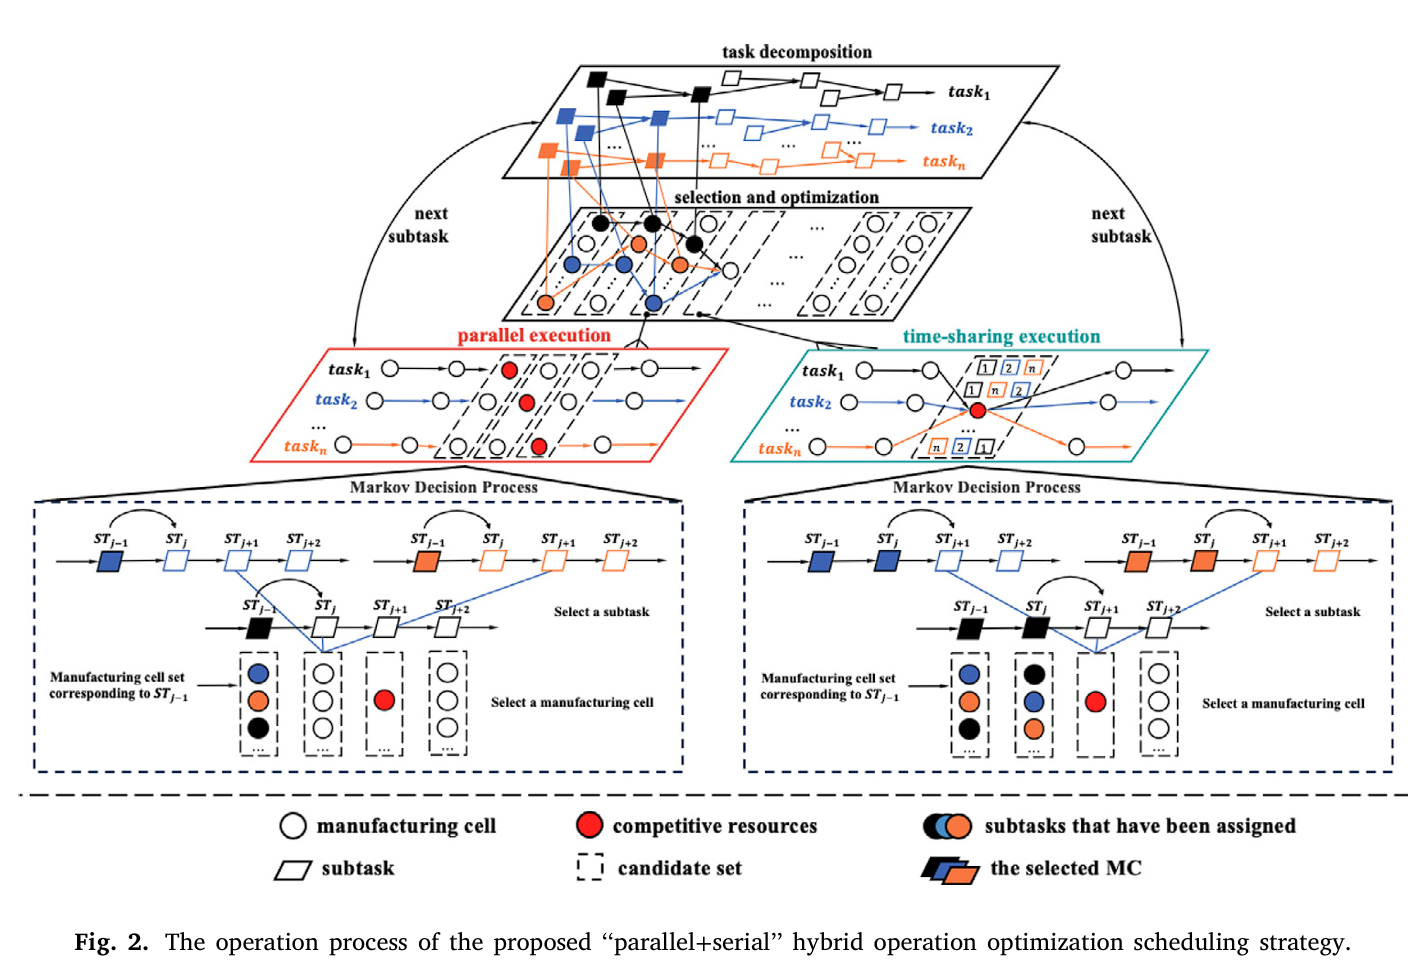 task decomposition
task1
task2
... ... ...
taskn
selection and optimization
next
subtask
next
subtask
...
...
...
...
parallel execution
time-sharing execution
task1
task2
...
taskn
task1
task2
...
taskn
1 2 n
1 n 2
...
n 2 1
Markov Decision Process
STj−1 STj STj+1 STj+2
STj−1 STj STj+1 STj+2
STj−1 STj STj+1 STj+2
Select a subtask
Manufacturing cell set
corresponding to STj−1
Select a manufacturing cell
... ... ... ...
Markov Decision Process
STj−1 STj STj+1 STj+2
STj−1 STj STj+1 STj+2
STj−1 STj STj+1 STj+2
Select a subtask
Manufacturing cell set
corresponding to STj−1
Select a manufacturing cell
... ... ... ...
manufacturing cell
competitive resources
subtasks that have been assigned
subtask
candidate set
the selected MC
Fig. 2. The operation process of the proposed “parallel+serial” hybrid operation optimization scheduling strategy.